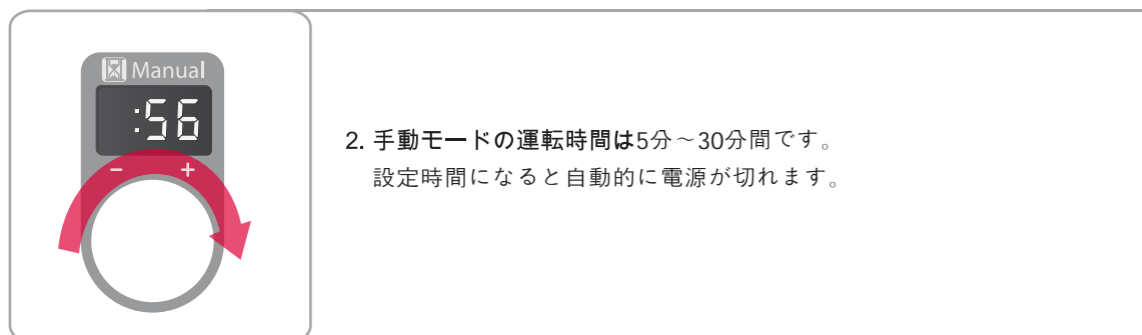 Manual
:56
− +
2. 手動モードの運転時間は5分～30分間です。
設定時間になると自動的に電源が切れます。